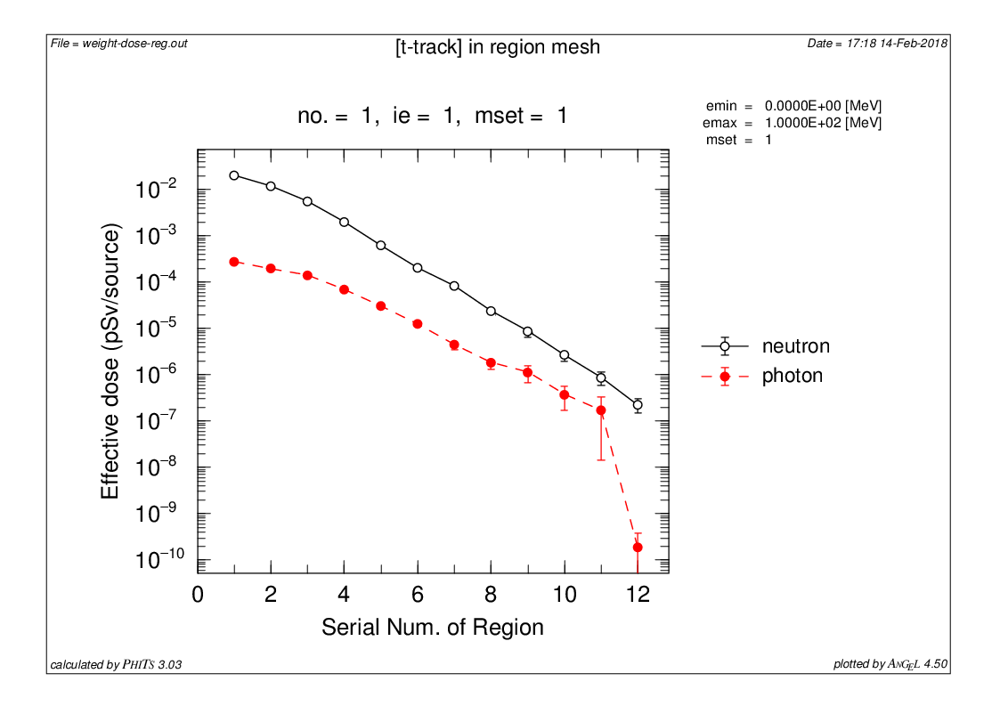 File = weight-dose-reg.out
[t-track] in region mesh
Date = 17:18 14-Feb-2018
no. = 1, ie = 1, mset = 1
emin = 0.0000E+00 [MeV]
emax = 1.0000E+02 [MeV]
mset = 1
Effective dose (pSv/source)
10⁻²
10⁻³
10⁻⁴
10⁻⁵
10⁻⁶
10⁻⁷
10⁻⁸
10⁻⁹
10⁻¹⁰
0 2 4 6 8 10 12
Serial Num. of Region
neutron
photon
calculated by PHITS 3.03
plotted by ANGEL 4.50